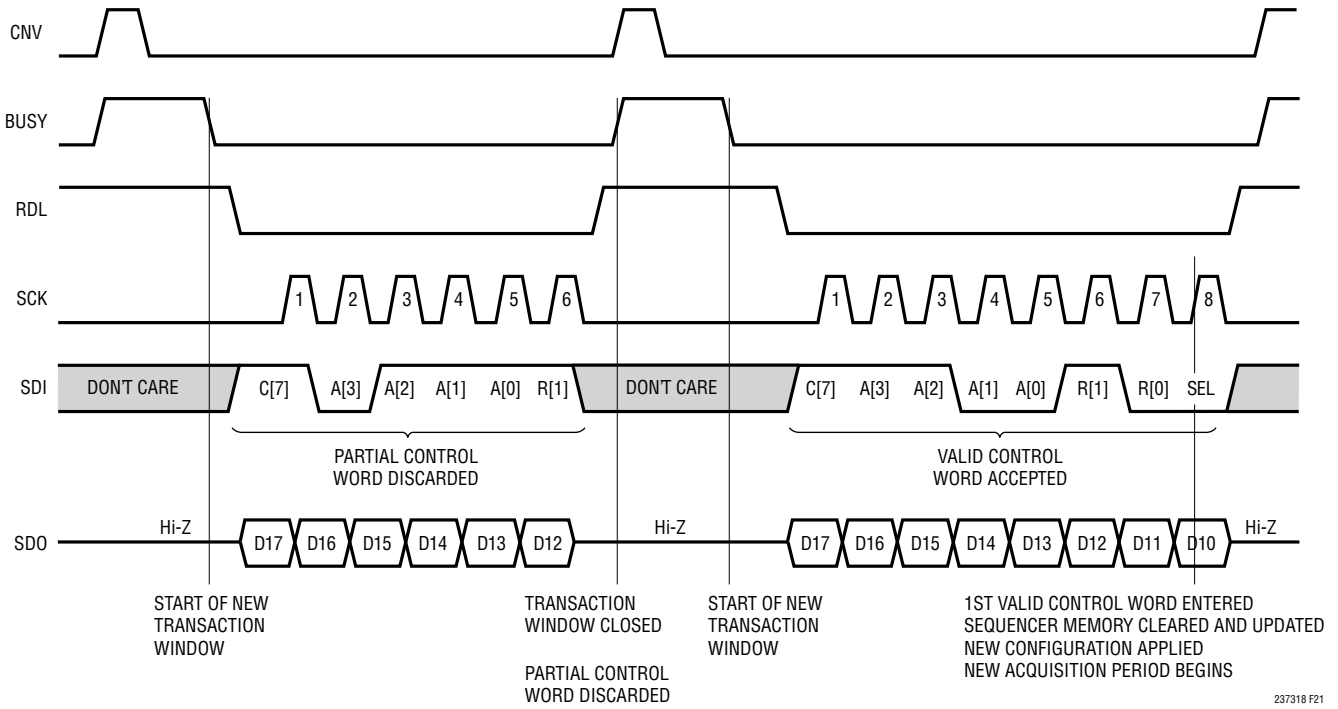 CNV
BUSY
RDL
SCK
1 2 3 4 5 6
1 2 3 4 5 6 7 8
SDI
DON'T CARE
C[7] A[3] A[2] A[1] A[0] R[1]
DON'T CARE
C[7] A[3] A[2] A[1] A[0] R[1] R[0] SEL
PARTIAL CONTROL
WORD DISCARDED
VALID CONTROL
WORD ACCEPTED
SDO
Hi-Z
D17 D16 D15 D14 D13 D12
Hi-Z
D17 D16 D15 D14 D13 D12 D11 D10
Hi-Z
START OF NEW
TRANSACTION
WINDOW
TRANSACTION
WINDOW CLOSED
PARTIAL CONTROL
WORD DISCARDED
START OF NEW
TRANSACTION
WINDOW
1ST VALID CONTROL WORD ENTERED
SEQUENCER MEMORY CLEARED AND UPDATED
NEW CONFIGURATION APPLIED
NEW ACQUISITION PERIOD BEGINS
237318 F21